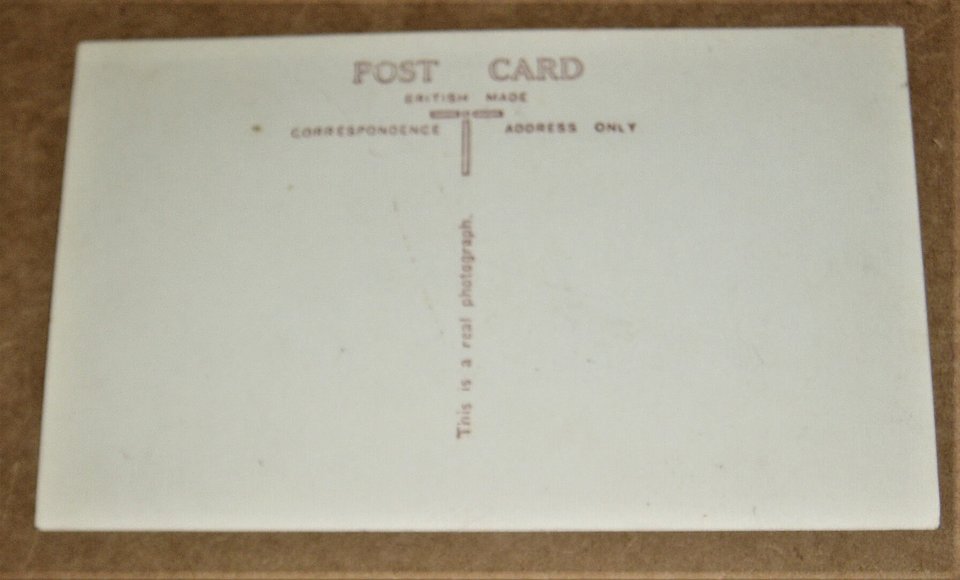 POST CARD
BRITISH MADE
CORRESPONDENCE
ADDRESS ONLY
This is a real photograph.